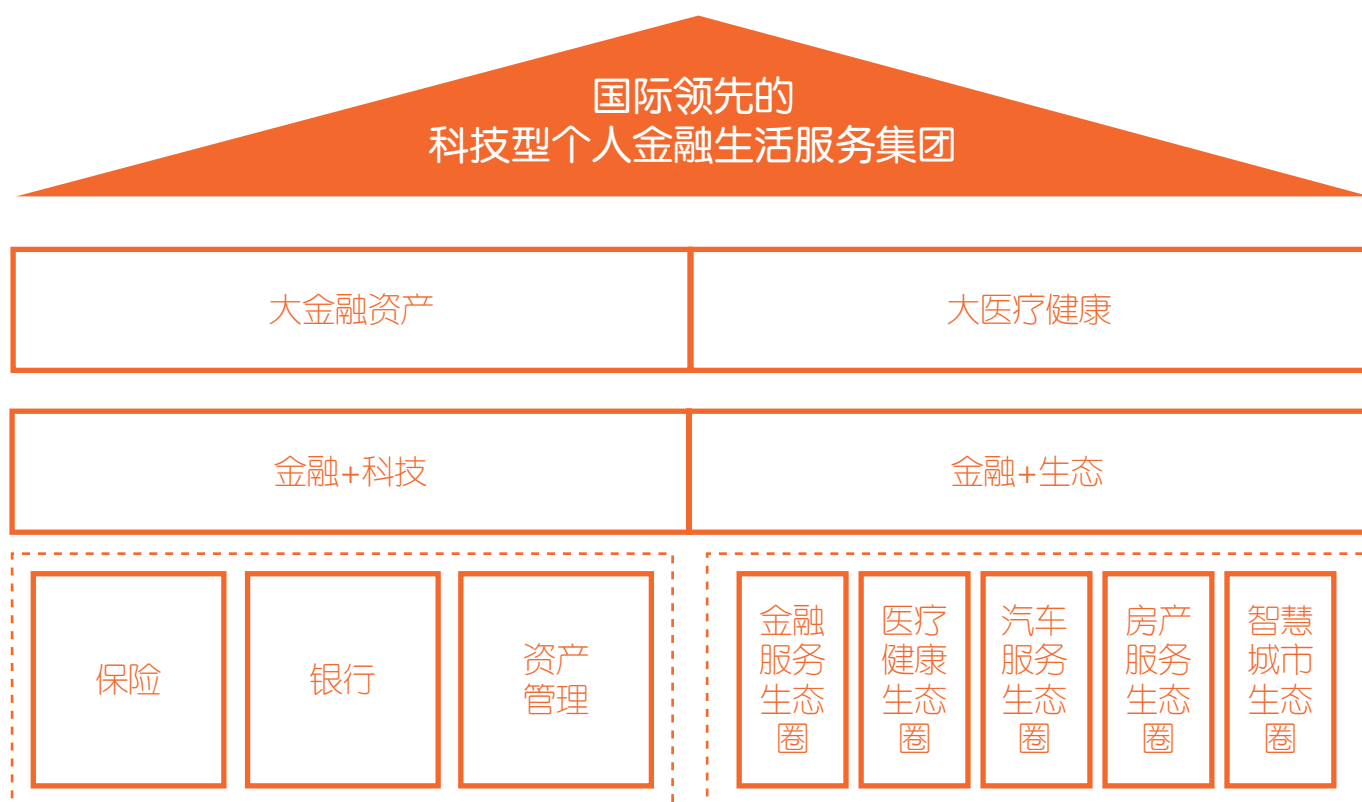 国际领先的
科技型个人金融生活服务集团
大金融资产
大医疗健康
金融+科技
金融+生态
保险
银行
资产
管理
金融
服务
生态
圈
医疗
健康
生态
圈
汽车
服务
生态
圈
房产
服务
生态
圈
智慧
城市
生态
圈